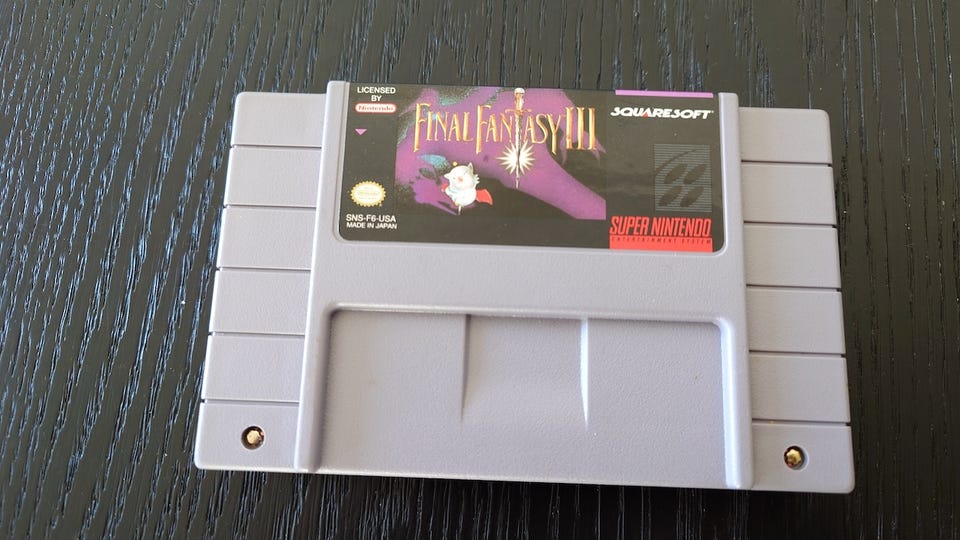 LICENSED
BY
Nintendo
FINAL FANTASY III
SQUARESOFT
SNS-F6-USA
MADE IN JAPAN
SUPER NINTENDO
ENTERTAINMENT SYSTEM